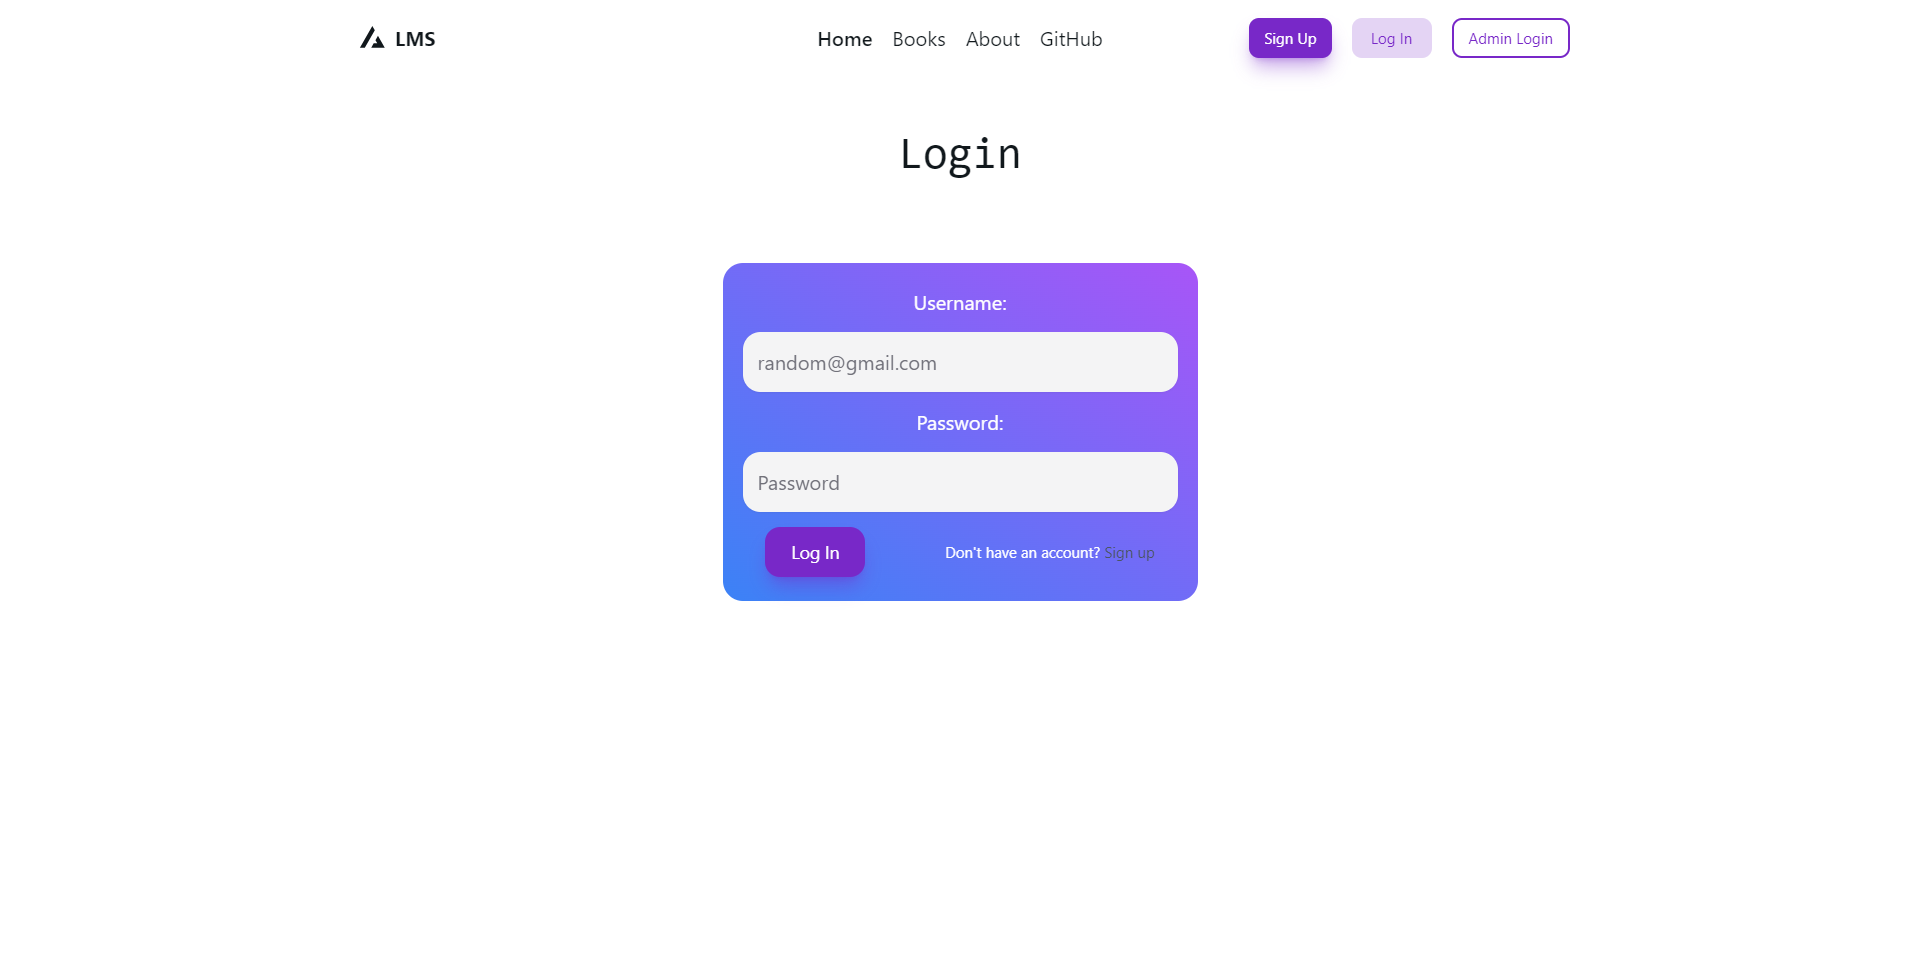 LMS Home Books About GitHub Sign Up Log In Admin Login
Login
Username:
random@gmail.com
Password:
Password
Log In Don't have an account? Sign up